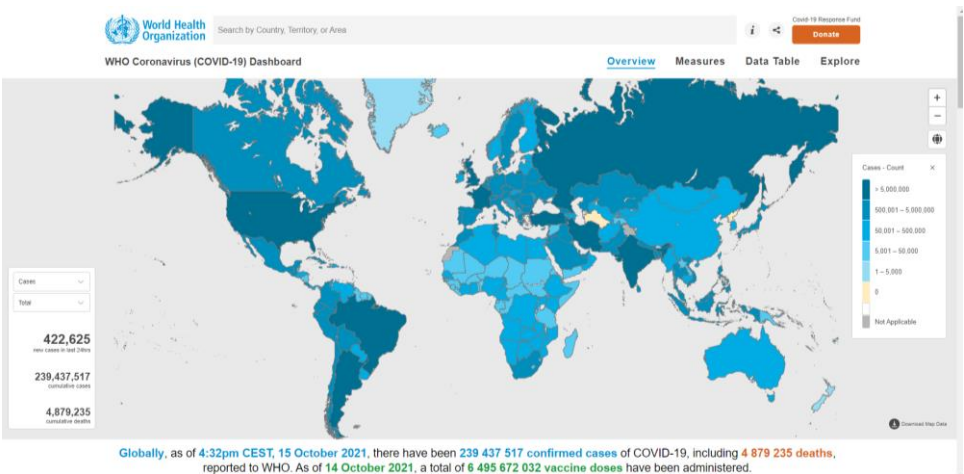 World Health
Organization
Search by Country, Territory, or Area
Covid-19 Response Fund
Donate
WHO Coronavirus (COVID-19) Dashboard
Overview
Measures
Data Table
Explore
Cases - Count
> 5,000,000
500,001 – 5,000,000
50,001 – 500,000
5,001 – 50,000
1 – 5,000
0
Not Applicable
Cases
Total
422,625
new cases in last 24hrs
239,437,517
cumulative cases
4,879,235
cumulative deaths
Download Map Data
Globally, as of 4:32pm CEST, 15 October 2021, there have been 239 437 517 confirmed cases of COVID-19, including 4 879 235 deaths,
reported to WHO. As of 14 October 2021, a total of 6 495 672 032 vaccine doses have been administered.